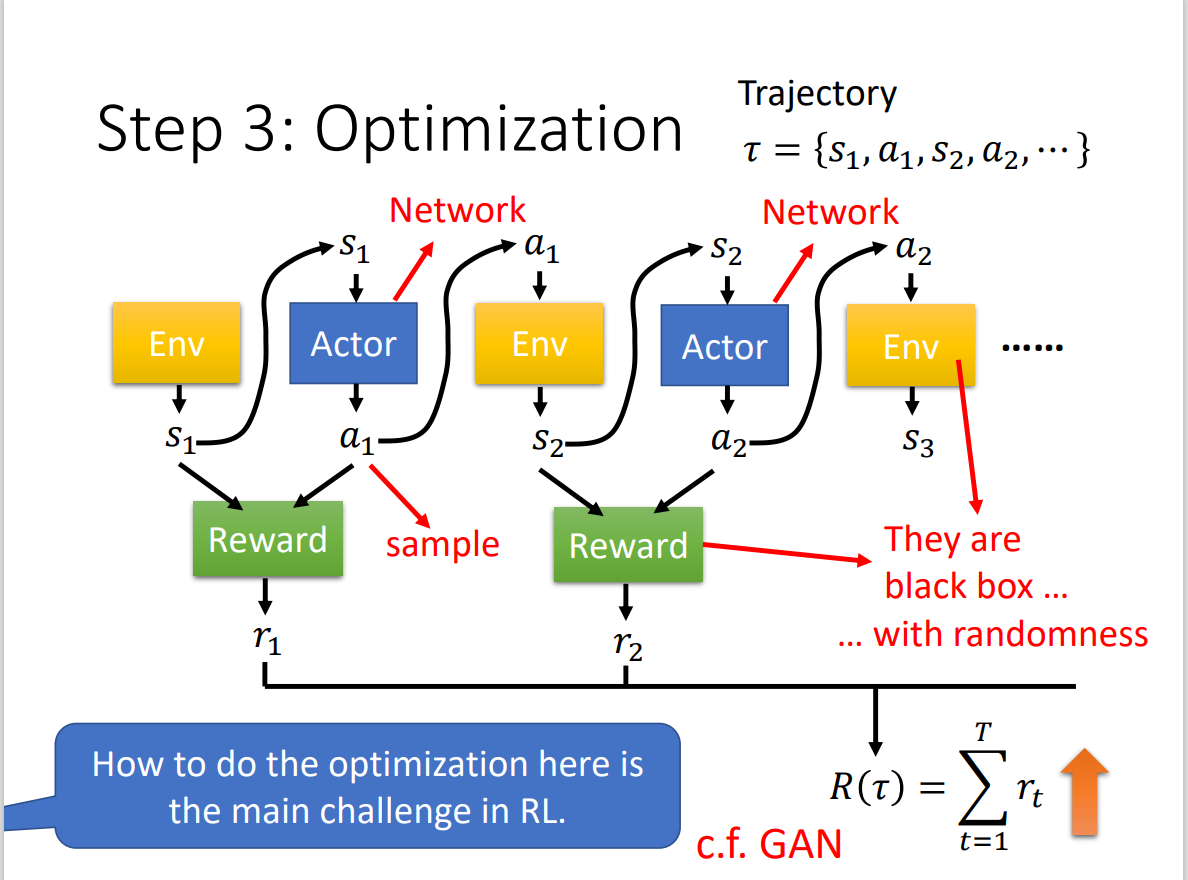 Step 3: Optimization
Trajectory
τ = {s₁, a₁, s₂, a₂, ⋯ }
Network
Network
s₁
a₁
s₂
a₂
Env
Actor
Env
Actor
Env
......
s₁
a₁
s₂
a₂
s₃
Reward
sample
Reward
They are
black box …
… with randomness
r₁
r₂
How to do the optimization here is
the main challenge in RL.
R(τ) = ∑ₜ₌₁ᵀ rₜ
c.f. GAN